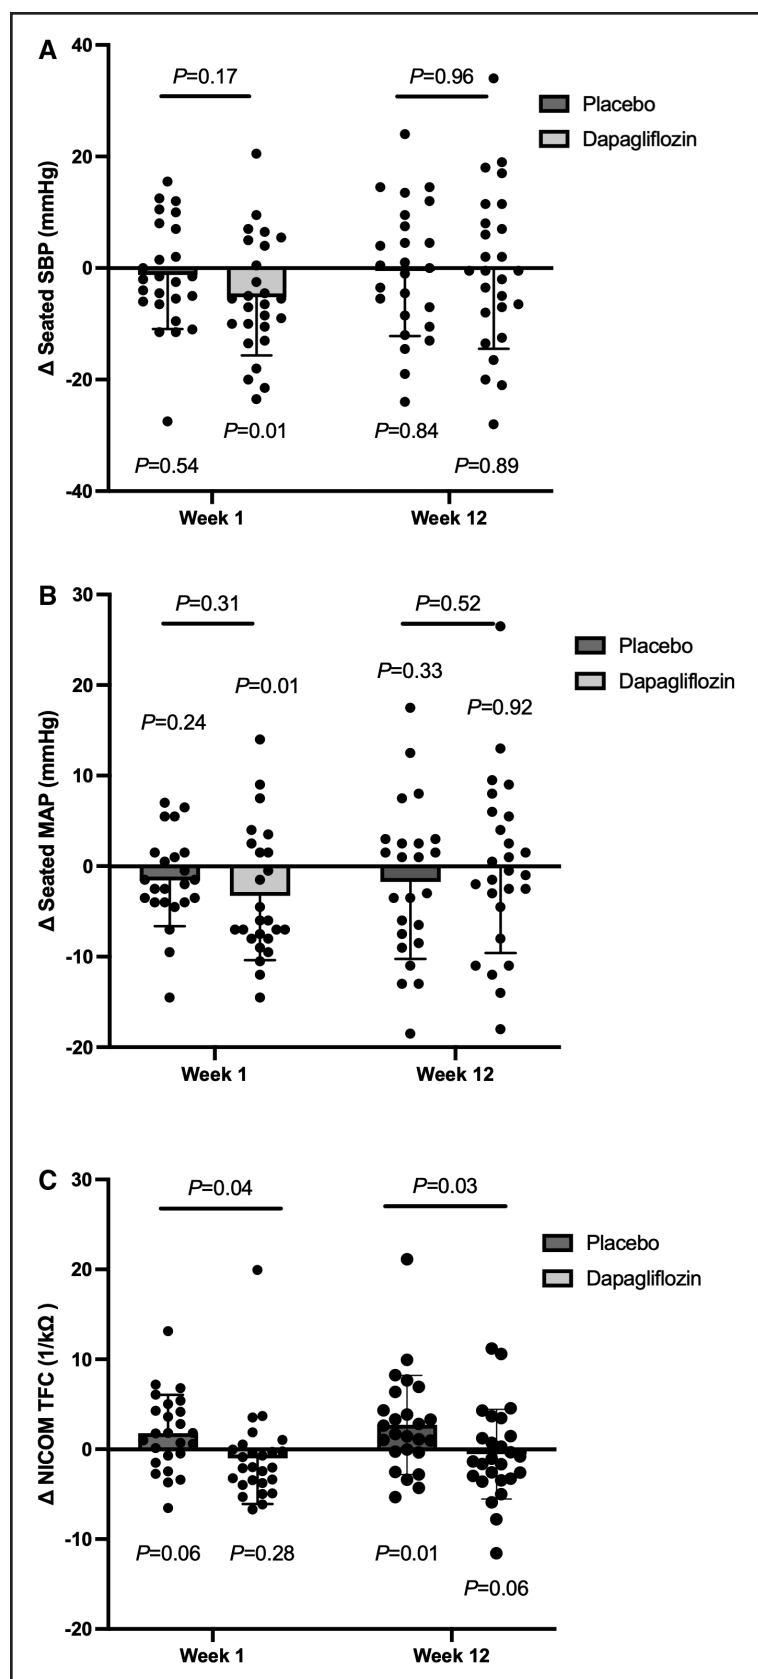 A
40
20
0
-20
-40
Δ Seated SBP (mmHg)
P=0.17
P=0.96
Placebo
Dapagliflozin
P=0.01
P=0.84
P=0.54
P=0.89
Week 1
Week 12
B
30
20
10
0
-10
-20
Δ Seated MAP (mmHg)
P=0.31
P=0.52
Placebo
Dapagliflozin
P=0.33
P=0.01
P=0.24
P=0.92
Week 1
Week 12
C
30
20
10
0
-10
-20
Δ NICOM TFC (1/kΩ )
P=0.04
P=0.03
Placebo
Dapagliflozin
P=0.06
P=0.28
P=0.01
P=0.06
Week 1
Week 12